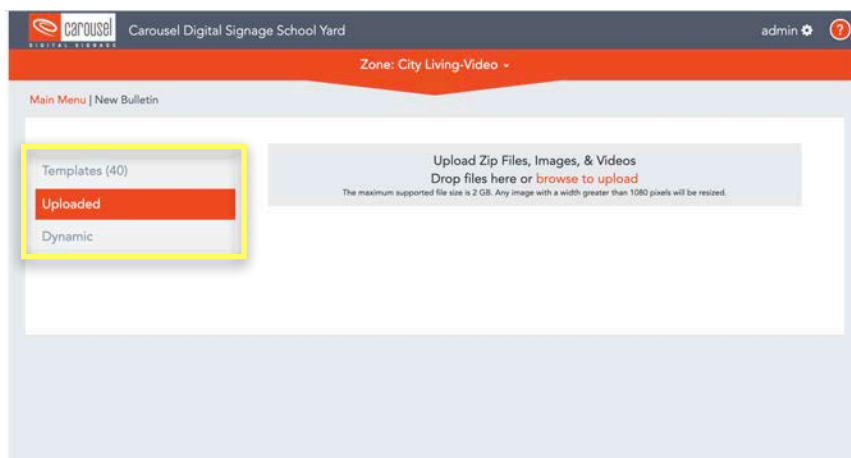 carousel
DIGITAL SIGNAGE
Carousel Digital Signage School Yard
admin
?
Zone: City Living-Video
Main Menu | New Bulletin
Templates (40)
Uploaded
Dynamic
Upload Zip Files, Images, & Videos
Drop files here or browse to upload
The maximum supported file size is 2 GB. Any image with a width greater than 1080 pixels will be resized.